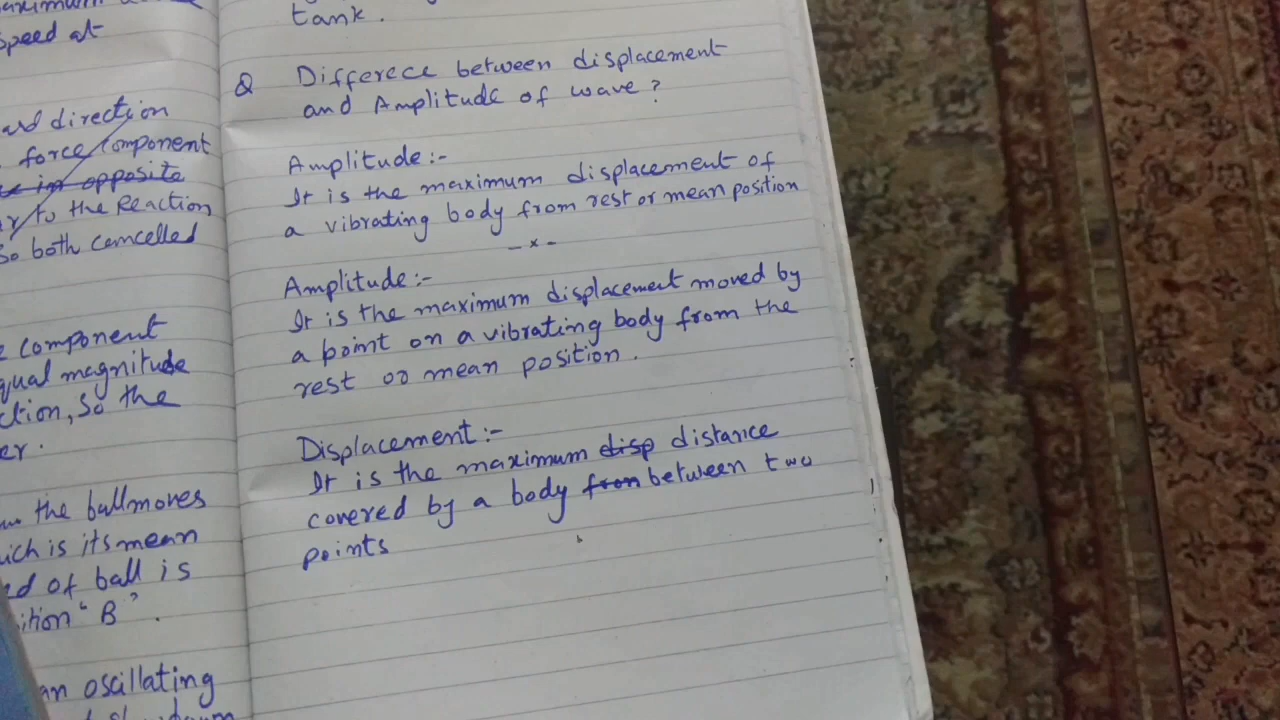 speed at
direction
force component
opposite
to the Reaction
so both cancelled
component
qual magnitude
ction, so the
er.
the ball moves
ich is its mean
ed of ball is
ition "B".
an oscillating
tank.
Q Differece between displacement
and Amplitude of wave?
Amplitude:-
It is the maximum displacement of
a vibrating body from rest or mean position
-x-
Amplitude:-
It is the maximum displacement moved by
a point on a vibrating body from the
rest or mean position.
Displacement:-
It is the maximum disp distance
covered by a body from between two
points